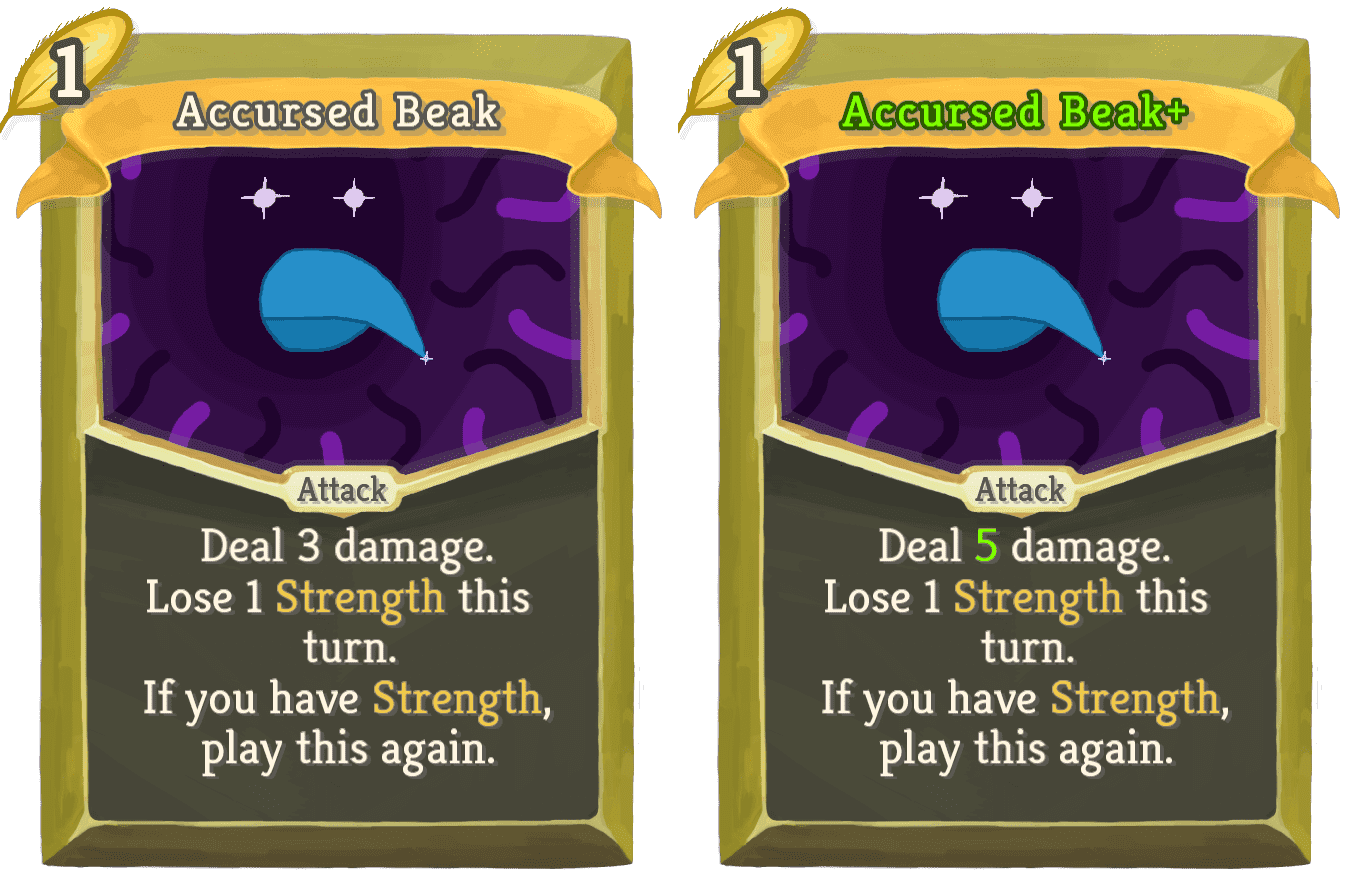 1
Accursed Beak
Attack
Deal 3 damage.
Lose 1 Strength this
turn.
If you have Strength,
play this again.
1
Accursed Beak+
Attack
Deal 5 damage.
Lose 1 Strength this
turn.
If you have Strength,
play this again.